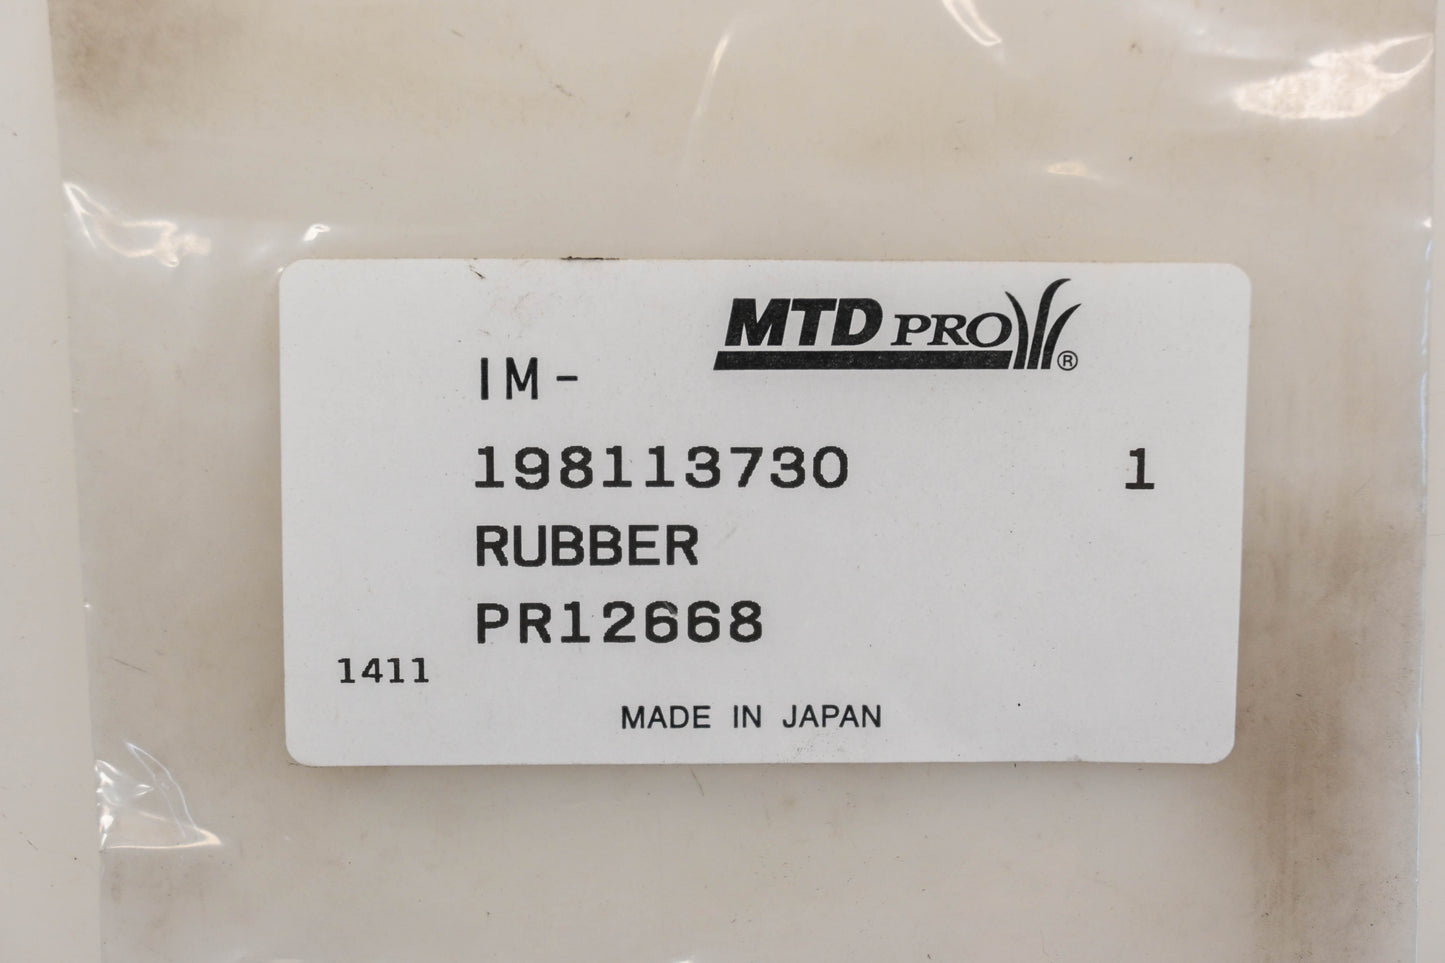 MTD PRO®
IM-
198113730 1
RUBBER
PR12668
1411
MADE IN JAPAN